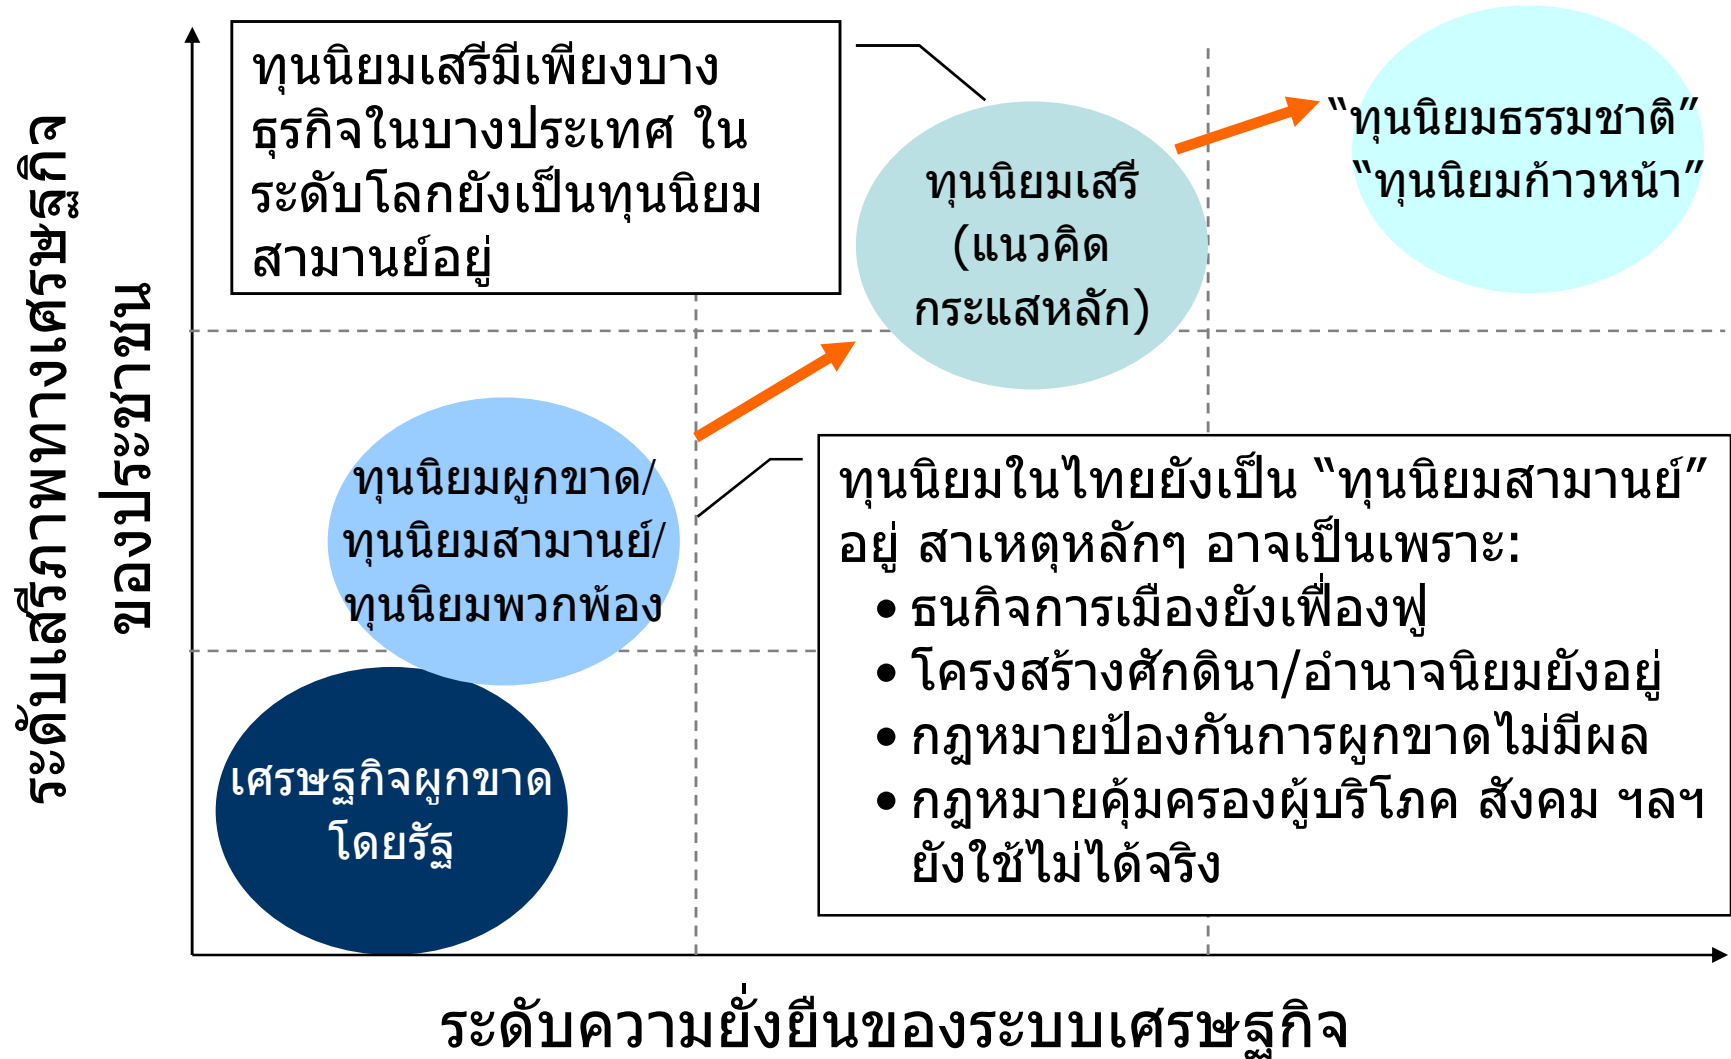 ระดับเสรีภาพทางเศรษฐกิจ
ของประชาชน
ทุนนิยมเสรีมีเพียงบาง
ธุรกิจในบางประเทศ ใน
ระดับโลกยังเป็นทุนนิยม
สามานย์อยู่
ทุนนิยมเสรี
(แนวคิด
กระแสหลัก)
“ทุนนิยมธรรมชาติ”
“ทุนนิยมก้าวหน้า”
ทุนนิยมผูกขาด/
ทุนนิยมสามานย์/
ทุนนิยมพวกพ้อง
ทุนนิยมในไทยยังเป็น “ทุนนิยมสามานย์”
อยู่ สาเหตุหลักๆ อาจเป็นเพราะ:
• ธนกิจการเมืองยังเฟื่องฟู
• โครงสร้างศักดินา/อำนาจนิยมยังอยู่
• กฎหมายป้องกันการผูกขาดไม่มีผล
• กฎหมายคุ้มครองผู้บริโภค สังคม ฯลฯ
ยังใช้ไม่ได้จริง
เศรษฐกิจผูกขาด
โดยรัฐ
ระดับความยั่งยืนของระบบเศรษฐกิจ